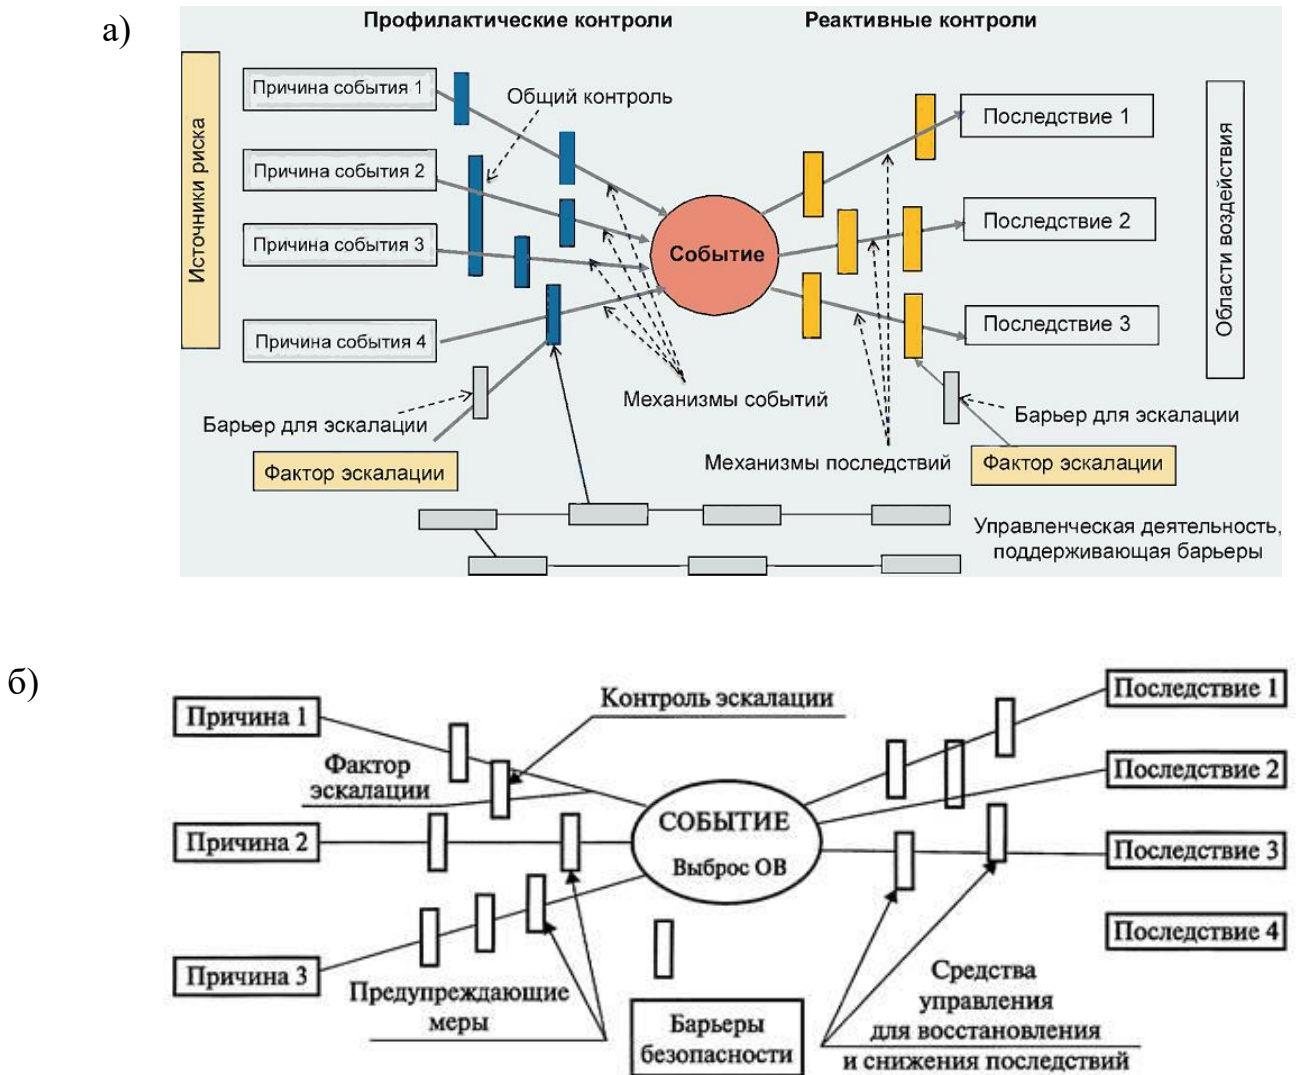 а)
Профилактические контроли
Реактивные контроли
Источники риска
Причина события 1
Общий контроль
Последствие 1
Причина события 2
Причина события 3
Событие
Последствие 2
Области воздействия
Причина события 4
Последствие 3
Механизмы событий
Барьер для эскалации
Барьер для эскалации
Фактор эскалации
Механизмы последствий
Фактор эскалации
Управленческая деятельность,
поддерживающая барьеры
б)
Причина 1
Контроль эскалации
Последствие 1
Фактор
эскалации
Последствие 2
Причина 2
СОБЫТИЕ
Выброс ОВ
Последствие 3
Последствие 4
Причина 3
Предупреждающие
меры
Барьеры
безопасности
Средства
управления
для восстановления
и снижения последствий